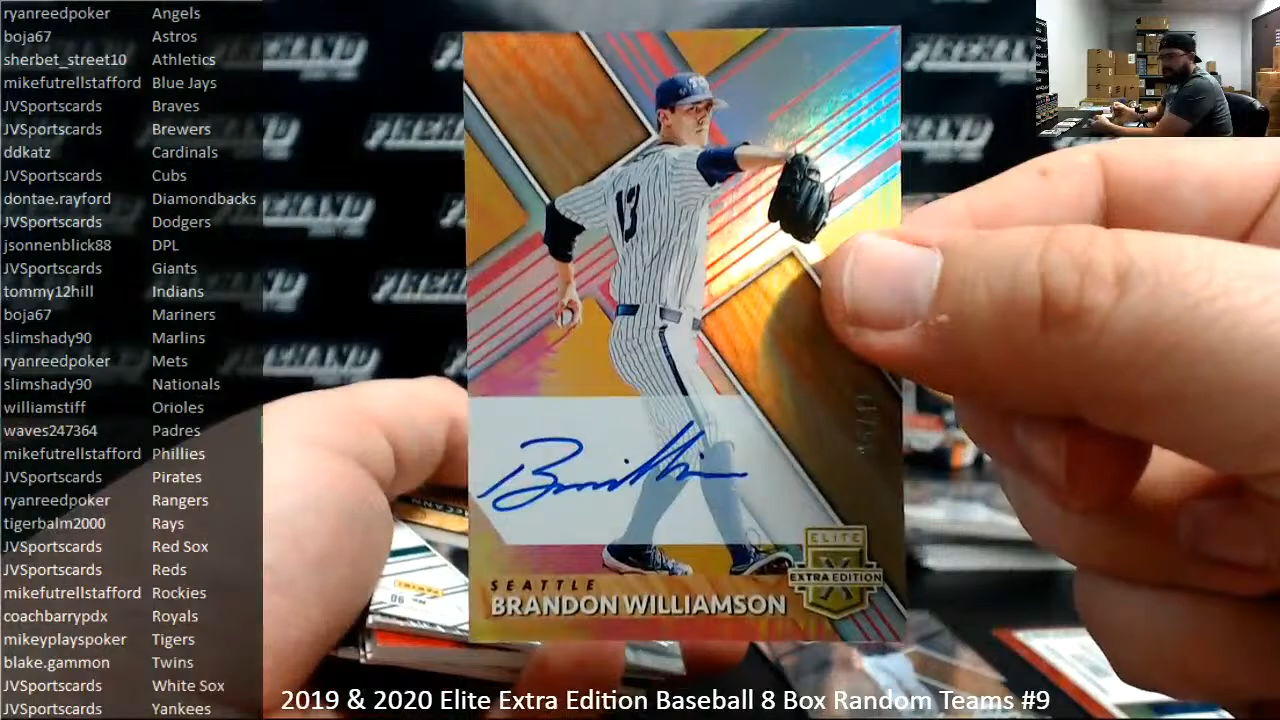 ryanreedpoker Angels
boja67 Astros
sherbet_street10 Athletics
mikefutrellstafford Blue Jays
JVSportscards Braves
JVSportscards Brewers
ddkatz Cardinals
JVSportscards Cubs
dontae.rayford Diamondbacks
JVSportscards Dodgers
jsonnenblick88 DPL
JVSportscards Giants
tommy12hill Indians
boja67 Mariners
slimshady90 Marlins
ryanreedpoker Mets
slimshady90 Nationals
williamstiff Orioles
waves247364 Padres
mikefutrellstafford Phillies
JVSportscards Pirates
ryanreedpoker Rangers
tigerbalm2000 Rays
JVSportscards Red Sox
JVSportscards Reds
mikefutrellstafford Rockies
coachbarrypdx Royals
mikeyplayspoker Tigers
blake.gammon Twins
JVSportscards White Sox
JVSportscards Yankees
FIREHAND
13
ELITE
EXTRA EDITION
SEATTLE
BRANDON WILLIAMSON
2019 & 2020 Elite Extra Edition Baseball 8 Box Random Teams #9